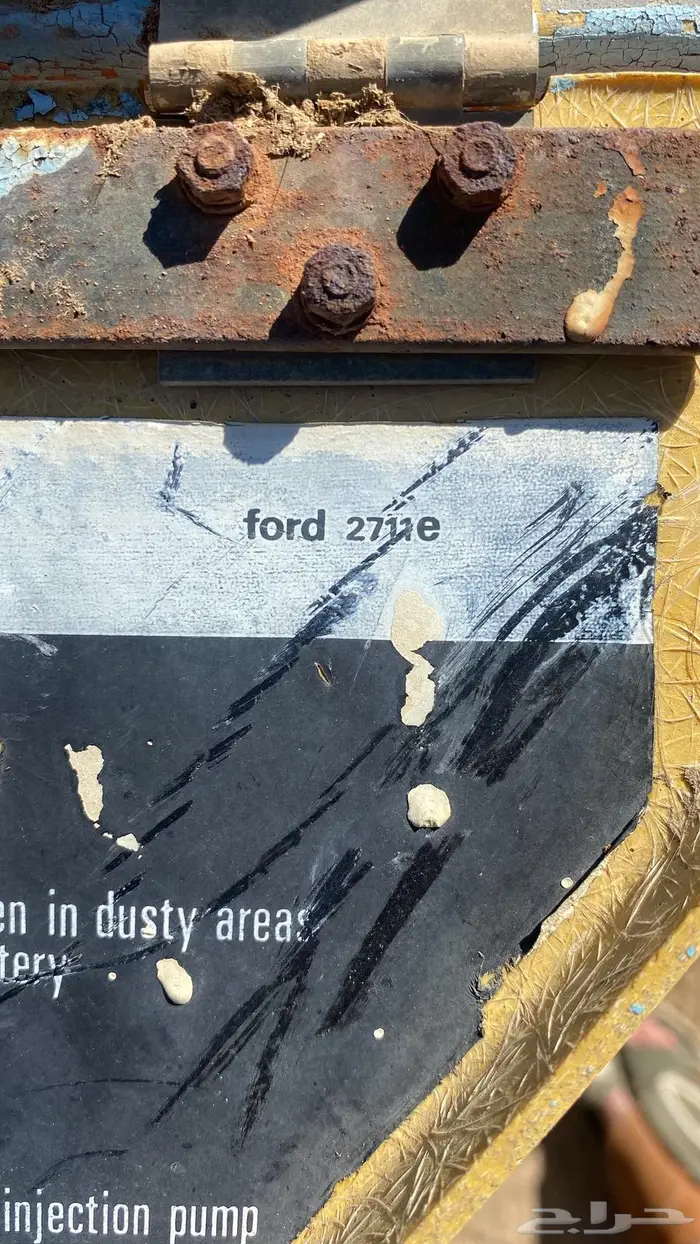 ford 2711e
en in dusty areas
tery
injection pump
حراج